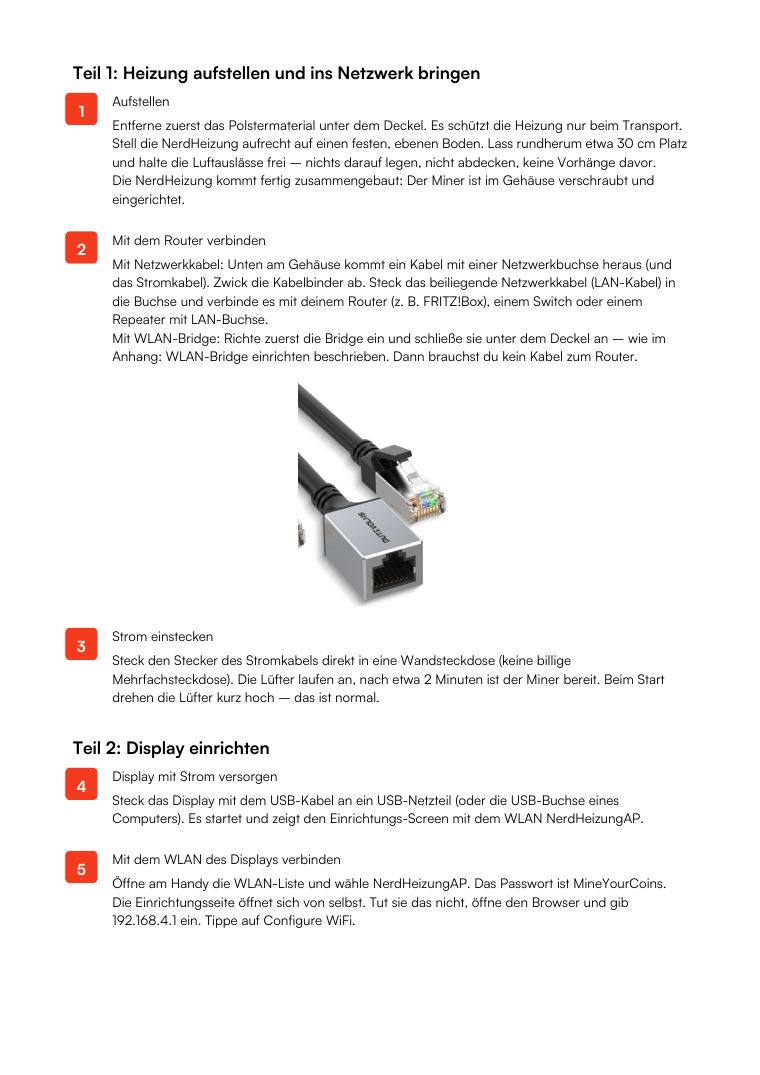 Teil 1: Heizung aufstellen und ins Netzwerk bringen
1
Aufstellen
Entferne zuerst das Polstermaterial unter dem Deckel. Es schützt die Heizung nur beim Transport.
Stell die NerdHeizung aufrecht auf einen festen, ebenen Boden. Lass rundherum etwa 30 cm Platz
und halte die Luftauslässe frei – nichts darauf legen, nicht abdecken, keine Vorhänge davor.
Die NerdHeizung kommt fertig zusammengebaut: Der Miner ist im Gehäuse verschraubt und
eingerichtet.
2
Mit dem Router verbinden
Mit Netzwerkkabel: Unten am Gehäuse kommt ein Kabel mit einer Netzwerkbuchse heraus (und
das Stromkabel). Zwick die Kabelbinder ab. Steck das beiliegende Netzwerkkabel (LAN-Kabel) in
die Buchse und verbinde es mit deinem Router (z. B. FRITZ!Box), einem Switch oder einem
Repeater mit LAN-Buchse.
Mit WLAN-Bridge: Richte zuerst die Bridge ein und schließe sie unter dem Deckel an – wie im
Anhang: WLAN-Bridge einrichten beschrieben. Dann brauchst du kein Kabel zum Router.
3
Strom einstecken
Steck den Stecker des Stromkabels direkt in eine Wandsteckdose (keine billige
Mehrfachsteckdose). Die Lüfter laufen an, nach etwa 2 Minuten ist der Miner bereit. Beim Start
drehen die Lüfter kurz hoch – das ist normal.
Teil 2: Display einrichten
4
Display mit Strom versorgen
Steck das Display mit dem USB-Kabel an ein USB-Netzteil (oder die USB-Buchse eines
Computers). Es startet und zeigt den Einrichtungs-Screen mit dem WLAN NerdHeizungAP.
5
Mit dem WLAN des Displays verbinden
Öffne am Handy die WLAN-Liste und wähle NerdHeizungAP. Das Passwort ist MineYourCoins.
Die Einrichtungsseite öffnet sich von selbst. Tut sie das nicht, öffne den Browser und gib
192.168.4.1 ein. Tippe auf Configure WiFi.